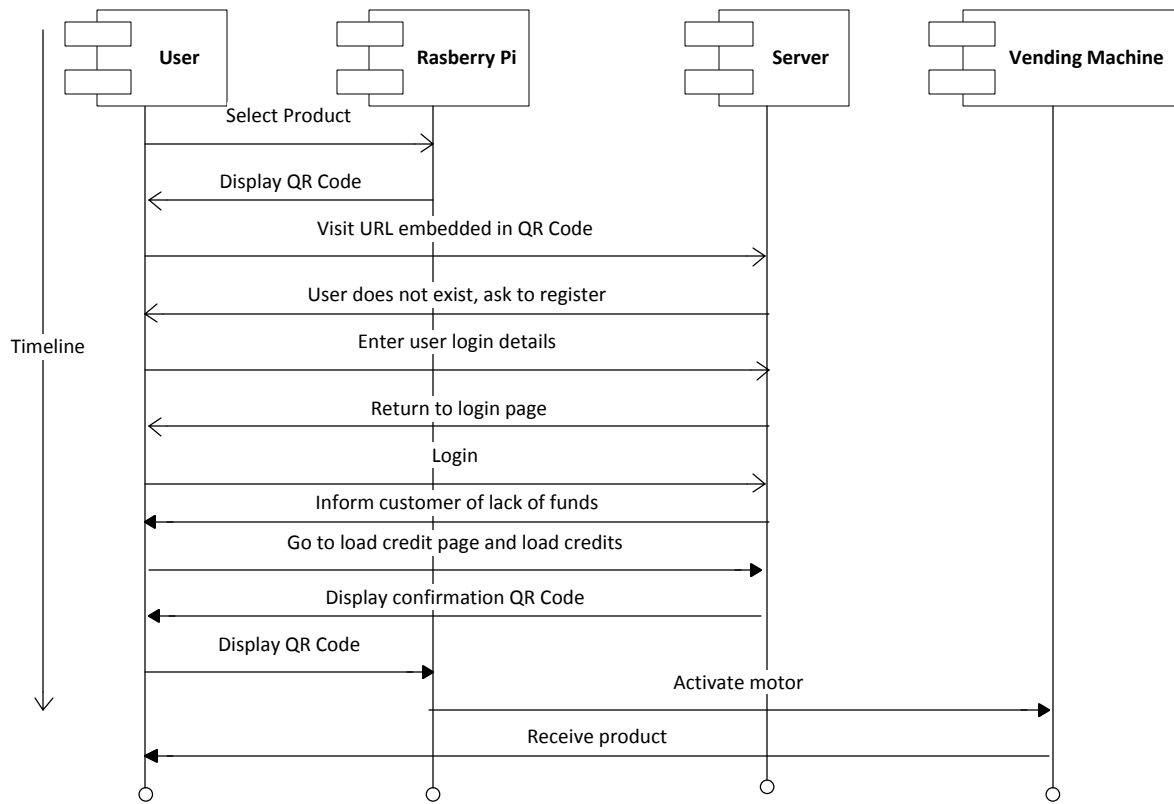 User
Rasberry Pi
Server
Vending Machine
Select Product
Display QR Code
Visit URL embedded in QR Code
User does not exist, ask to register
Timeline
Enter user login details
Return to login page
Login
Inform customer of lack of funds
Go to load credit page and load credits
Display confirmation QR Code
Display QR Code
Activate motor
Receive product